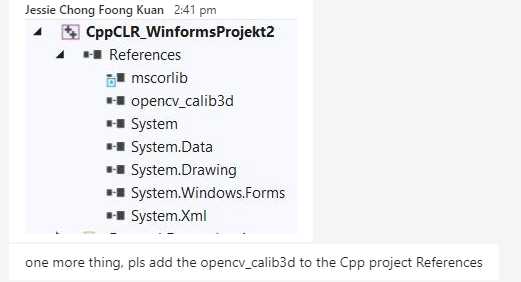 Jessie Chong Foong Kuan 2:41 pm
CppCLR_WinformsProjekt2
References
mscorlib
opencv_calib3d
System
System.Data
System.Drawing
System.Windows.Forms
System.Xml
one more thing, pls add the opencv_calib3d to the Cpp project References